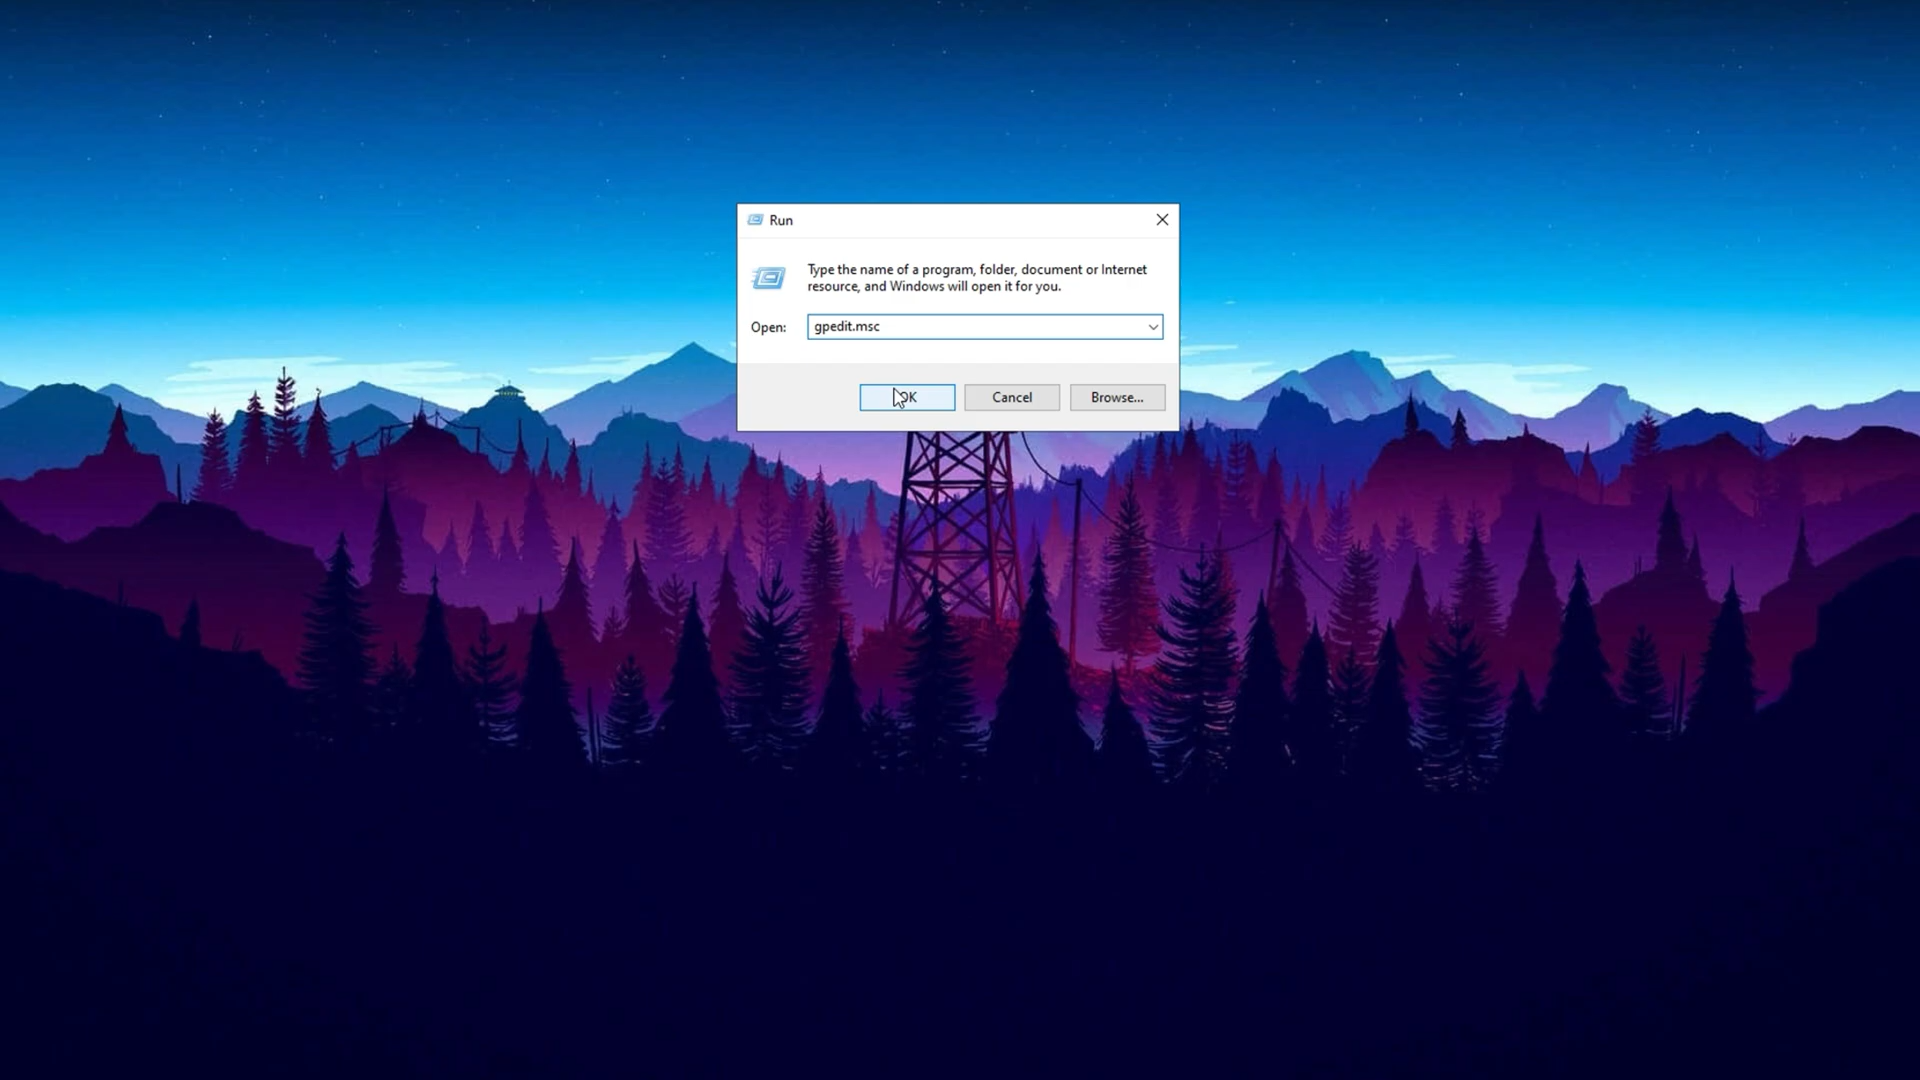 Run
Type the name of a program, folder, document or Internet
resource, and Windows will open it for you.
Open: gpedit.msc
OK Cancel Browse...